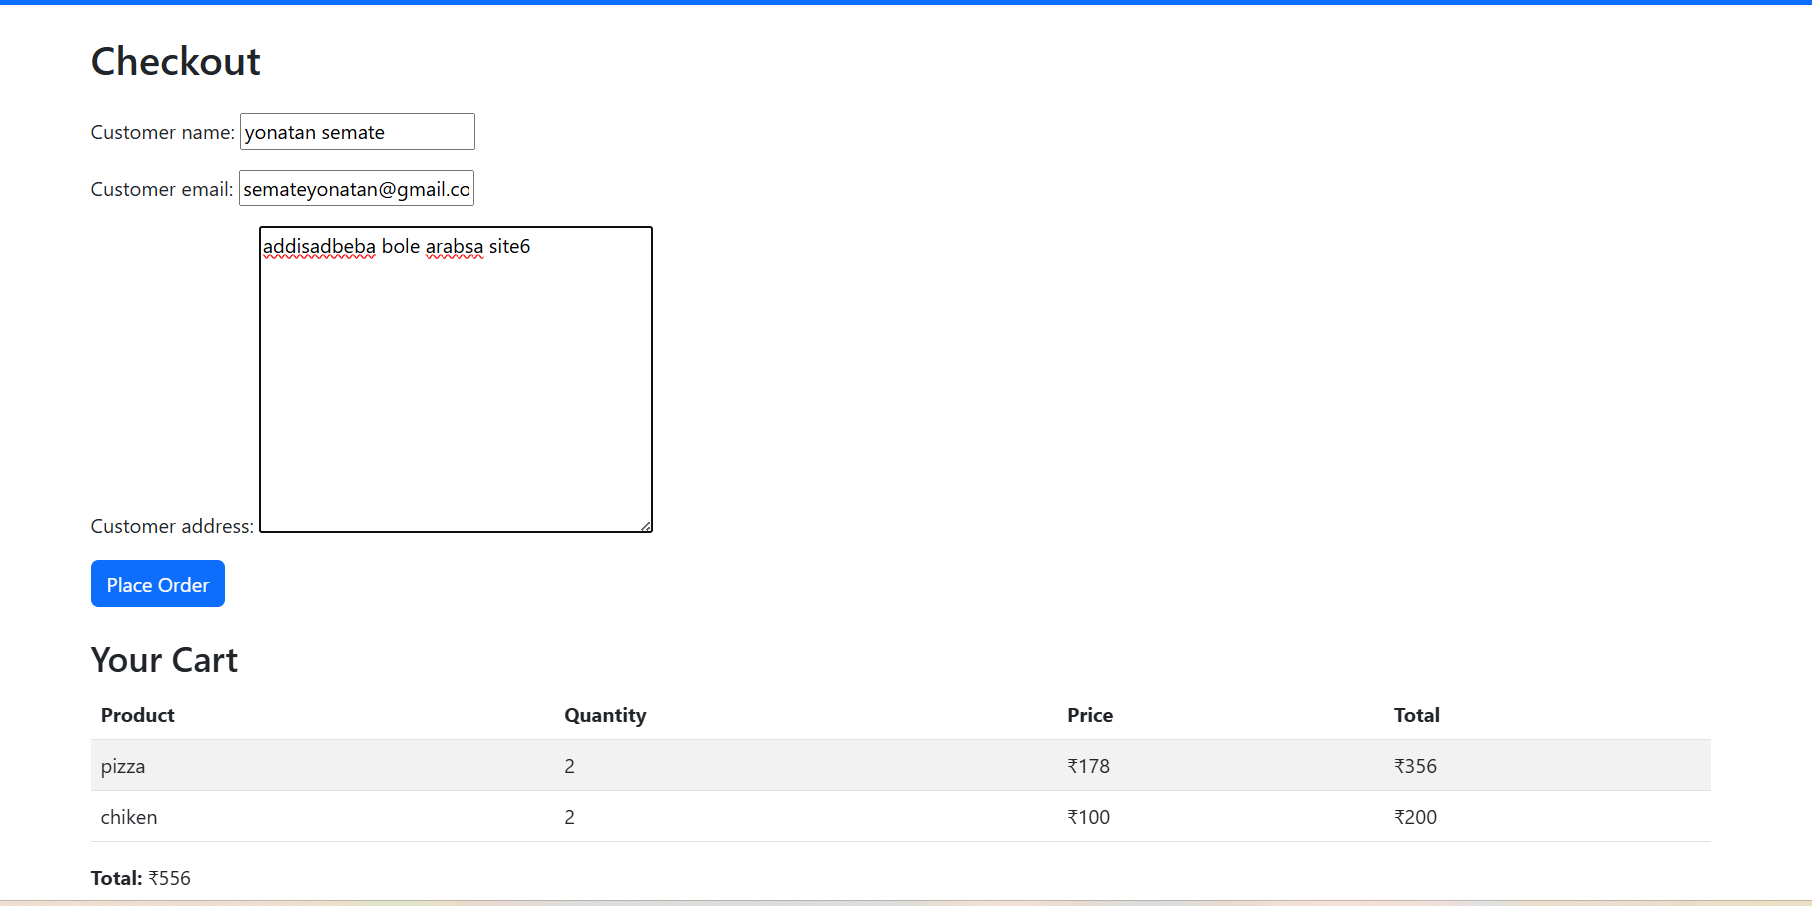 Checkout
Customer name: yonatan semate
Customer email: semateyonatan@gmail.co
addisadbeba bole arabsa site6
Customer address:
Place Order
Your Cart
Product Quantity Price Total
pizza 2 ₹178 ₹356
chiken 2 ₹100 ₹200
Total: ₹556